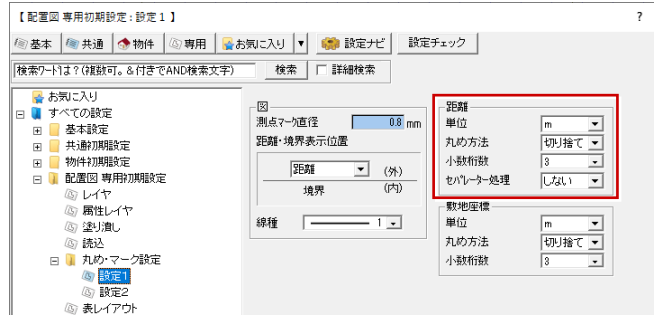 【 配置図 専用初期設定 : 設定１ 】 ?
基本 共通 物件 専用 お気に入り ▼ 設定ナビ 設定チェック
検索ワードは？(複数可。＆付きでAND検索文字) 検索 詳細検索
お気に入り
すべての設定
基本設定
共通初期設定
物件初期設定
配置図 専用初期設定
レイヤ
属性レイヤ
塗り潰し
読込
丸め・マーク設定
設定1
設定2
表レイアウト
図
測点マーク直径 0.8 mm
距離・境界表示位置
距離 (外)
境界 (内)
線種 1
距離
単位 m
丸め方法 切り捨て
小数桁数 3
セパレーター処理 しない
敷地座標
単位 m
丸め方法 切り捨て
小数桁数 3